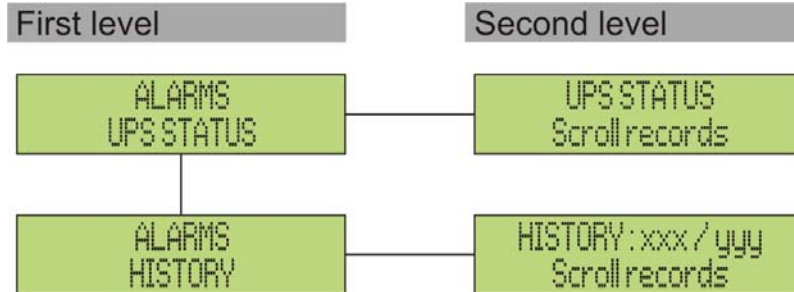 First level
Second level
ALARMS
UPS STATUS
UPS STATUS
Scroll records
ALARMS
HISTORY
HISTORY:xxx / yyy
Scroll records